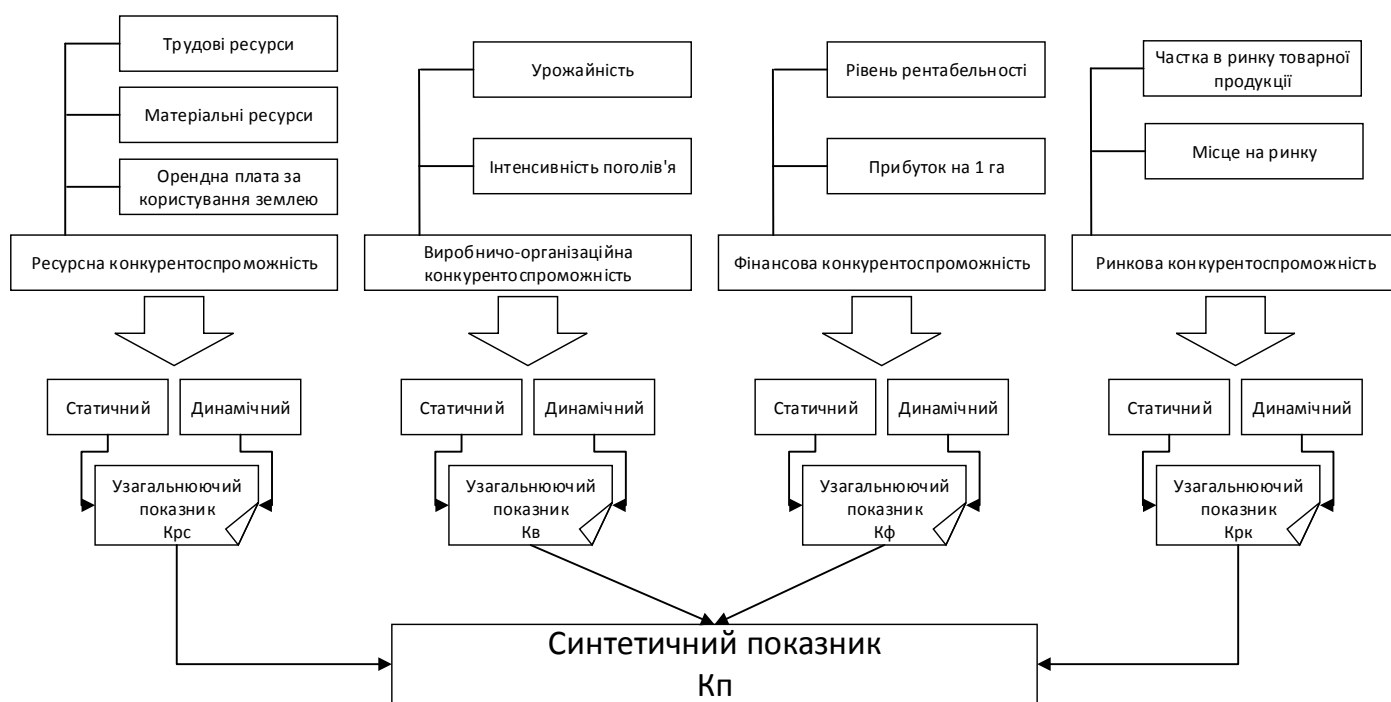 Трудові ресурси
Матеріальні ресурси
Орендна плата за
користування землею
Ресурсна конкурентоспроможність
Урожайність
Інтенсивність поголів'я
Виробничо-організаційна
конкурентоспроможність
Рівень рентабельності
Прибуток на 1 га
Фінансова конкурентоспроможність
Частка в ринку товарної
продукції
Місце на ринку
Ринкова конкурентоспроможність
Статичний
Динамічний
Статичний
Динамічний
Статичний
Динамічний
Статичний
Динамічний
Узагальнюючий
показник
Крс
Узагальнюючий
показник
Кв
Узагальнюючий
показник
Кф
Узагальнюючий
показник
Крк
Синтетичний показник
Кп